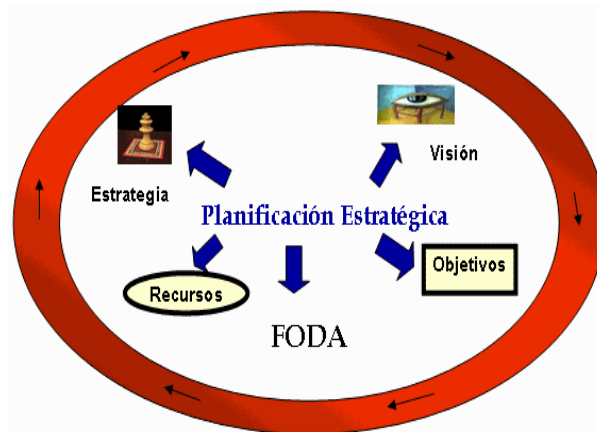 Visión
Estrategia
Planificación Estratégica
Objetivos
Recursos
FODA